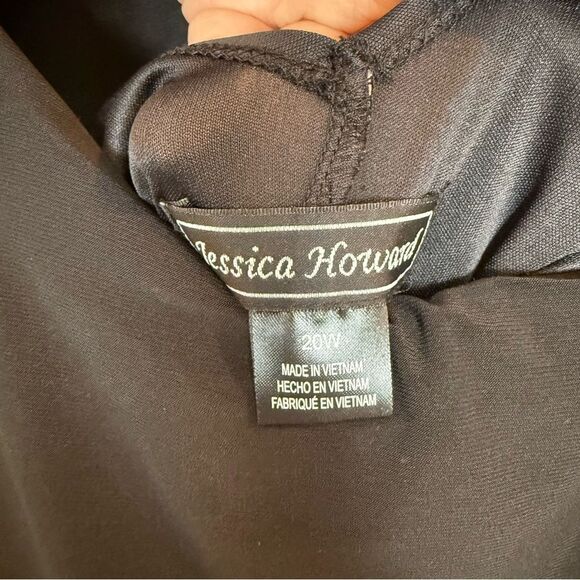 Jessica Howard
20W
MADE IN VIETNAM
HECHO EN VIETNAM
FABRIQUÉ EN VIETNAM